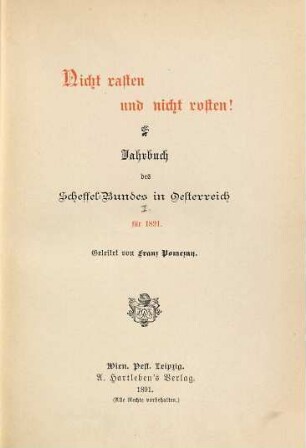 Nicht rasten
und nicht rosten!
Jahrbuch
des
Scheffel-Bundes in Oesterreich
für 1891.
Geleitet von Franz Pomezny.
Wien. Pest. Leipzig.
A. Hartleben's Verlag.
1891.
(Alle Rechte vorbehalten.)